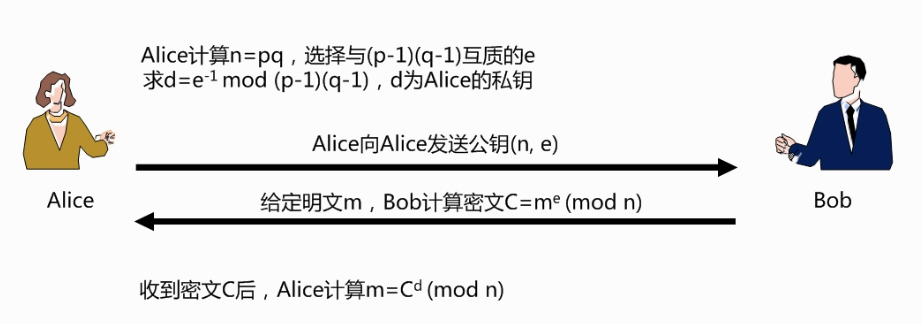 Alice计算n=pq，选择与(p-1)(q-1)互质的e
求d=e⁻¹ mod (p-1)(q-1)，d为Alice的私钥
Alice向Alice发送公钥(n, e)
Alice
给定明文m，Bob计算密文C=mᵉ (mod n)
Bob
收到密文C后，Alice计算m=Cᵈ (mod n)